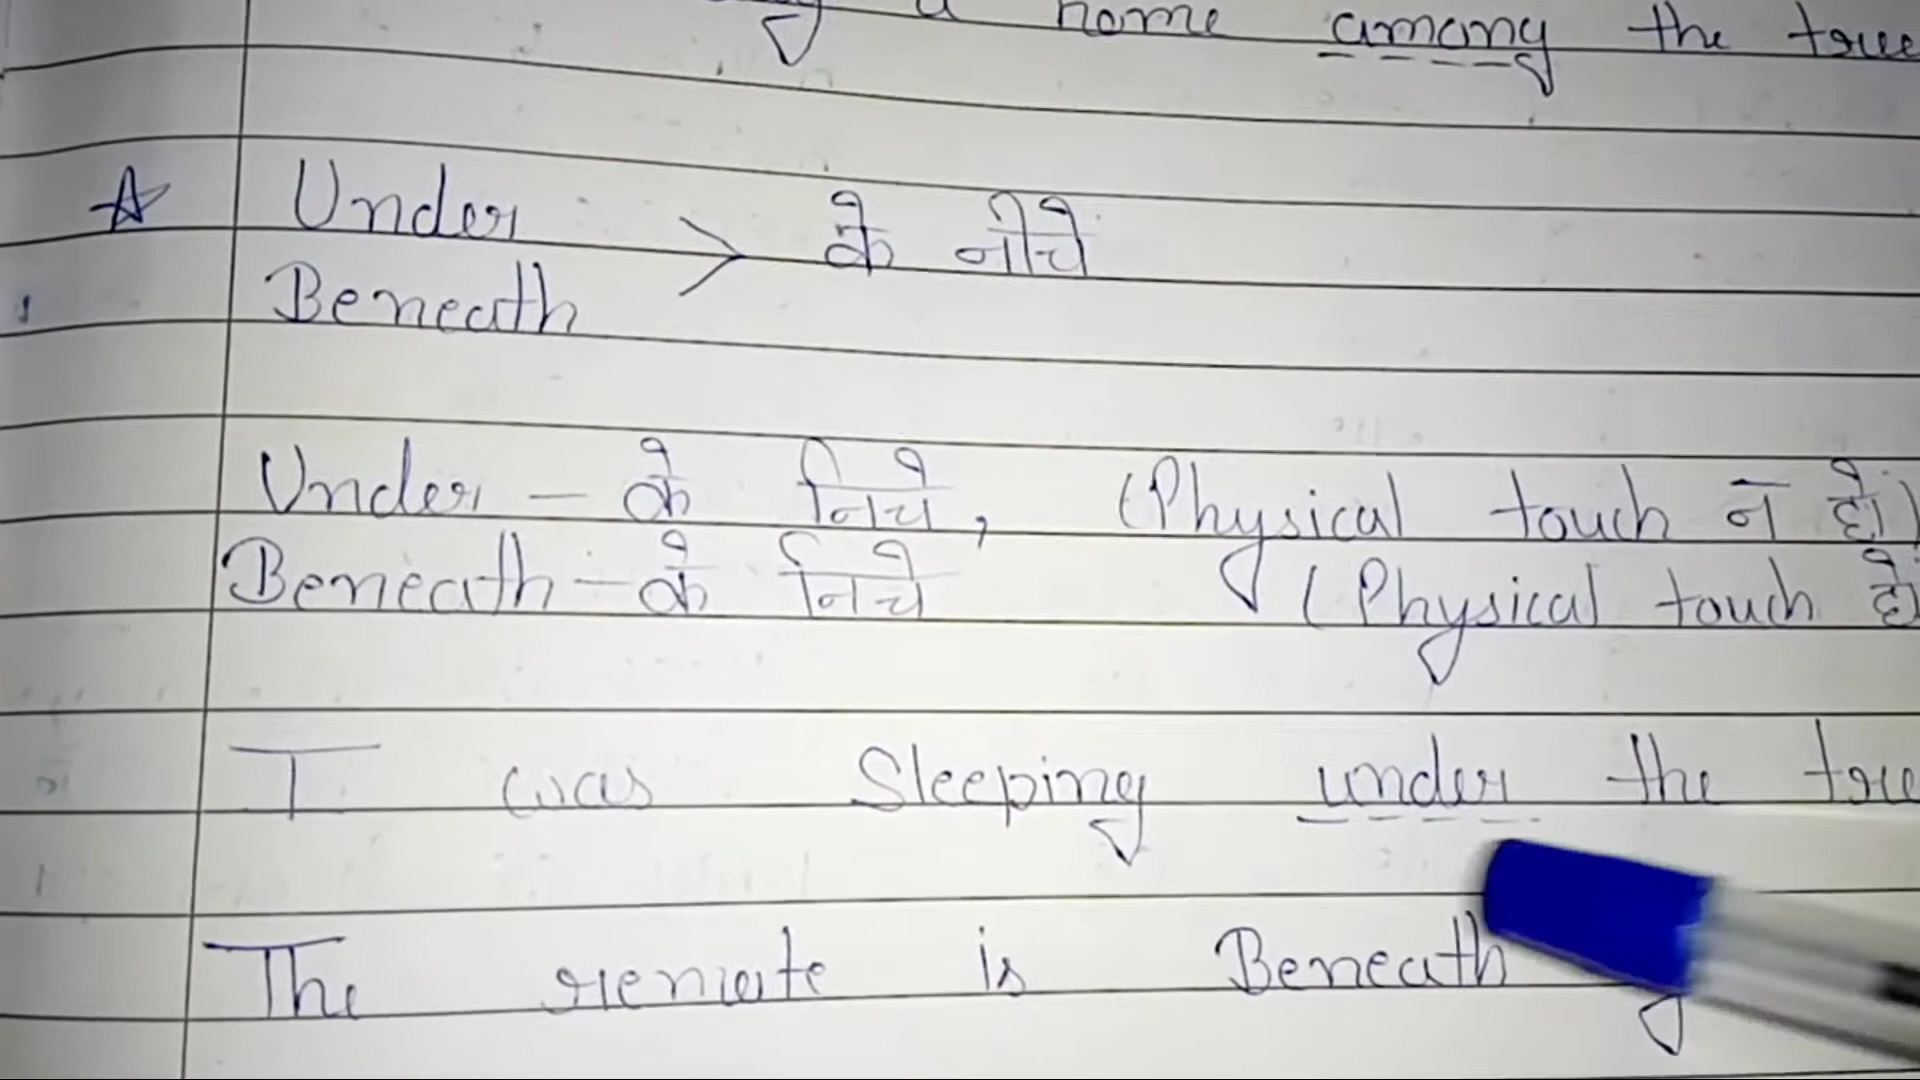 a home among the tree
Under
> के नीचे
Beneath
Under - के निचे, (Physical touch न हो)
Beneath - के निचे (Physical touch हो
I was Sleeping under the tree
The remote is Beneath